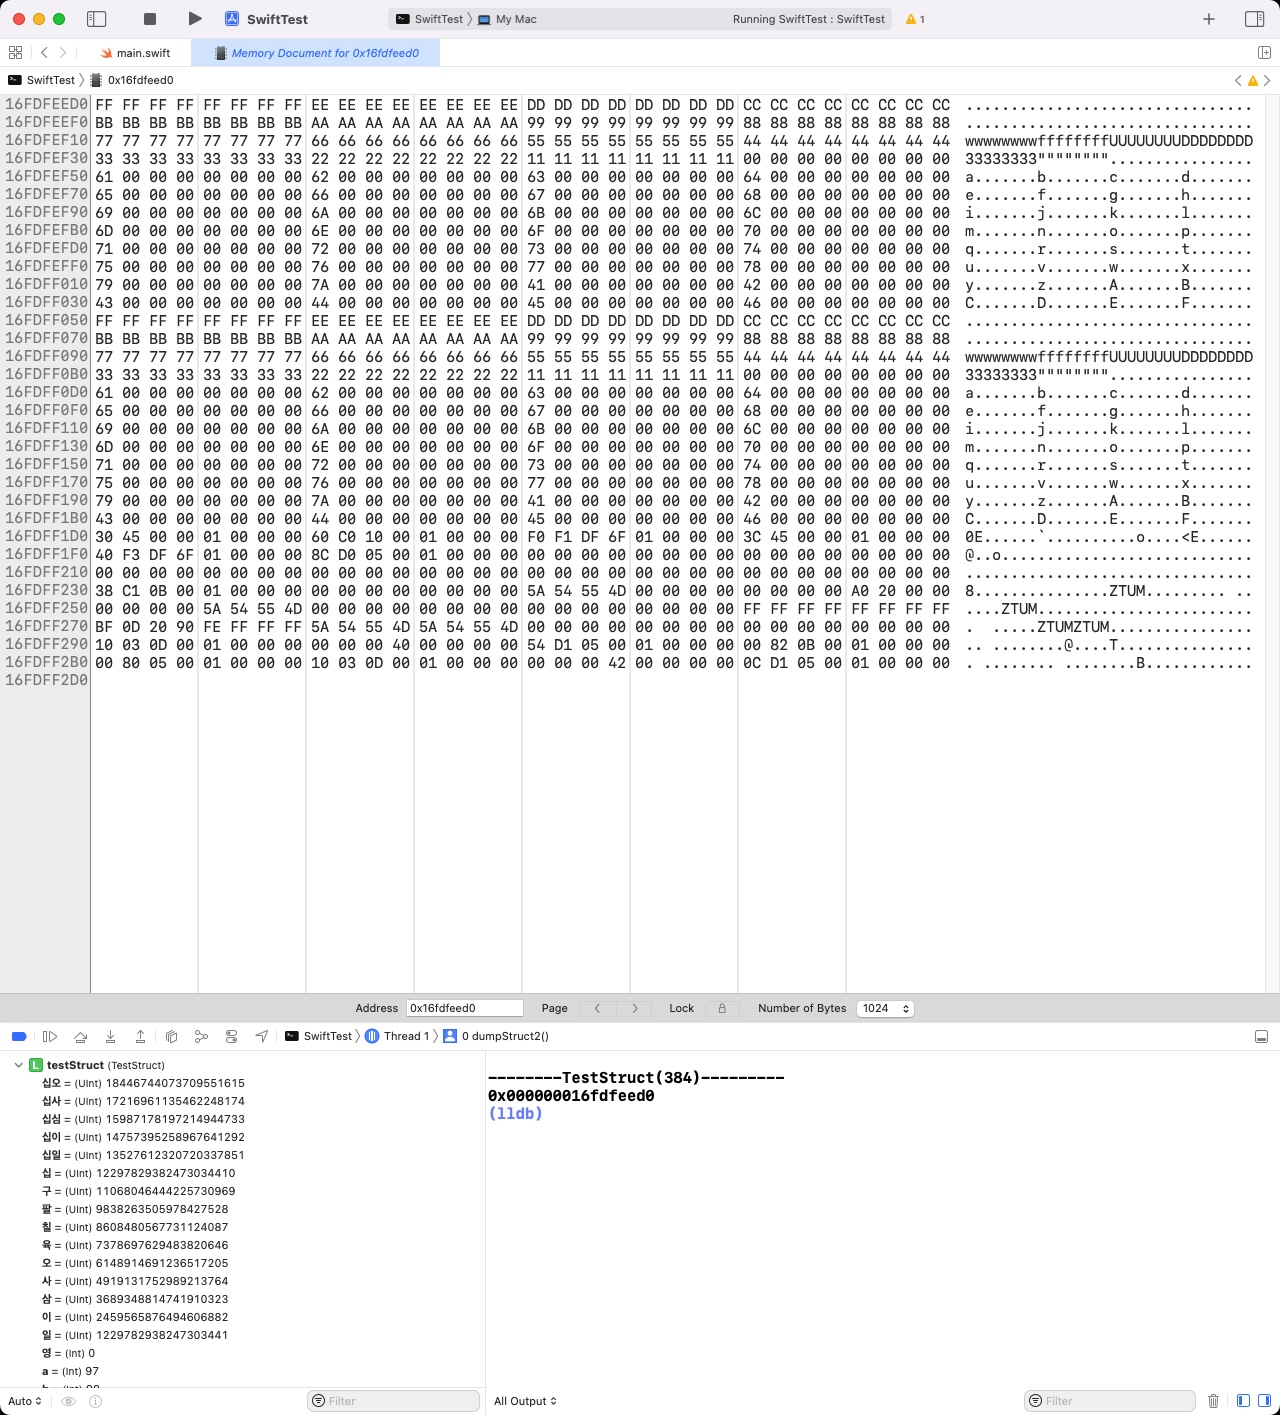 SwiftTest
SwiftTest 〉 My Mac
Running SwiftTest : SwiftTest
1
main.swift
Memory Document for 0x16fdfeed0
SwiftTest 〉 0x16fdfeed0
16FDFEED0 FF FF FF FF FF FF FF FF EE EE EE EE EE EE EE EE DD DD DD DD DD DD DD DD CC CC CC CC CC CC CC CC ................................
16FDFEEF0 BB BB BB BB BB BB BB BB AA AA AA AA AA AA AA AA 99 99 99 99 99 99 99 99 88 88 88 88 88 88 88 88 ................................
16FDFEF10 77 77 77 77 77 77 77 77 66 66 66 66 66 66 66 66 55 55 55 55 55 55 55 55 44 44 44 44 44 44 44 44 wwwwwwwwffffffffUUUUUUUUDDDDDDDD
16FDFEF30 33 33 33 33 33 33 33 33 22 22 22 22 22 22 22 22 11 11 11 11 11 11 11 11 00 00 00 00 00 00 00 00 33333333""""""""................
16FDFEF50 61 00 00 00 00 00 00 00 62 00 00 00 00 00 00 00 63 00 00 00 00 00 00 00 64 00 00 00 00 00 00 00 a.......b.......c.......d.......
16FDFEF70 65 00 00 00 00 00 00 00 66 00 00 00 00 00 00 00 67 00 00 00 00 00 00 00 68 00 00 00 00 00 00 00 e.......f.......g.......h.......
16FDFEF90 69 00 00 00 00 00 00 00 6A 00 00 00 00 00 00 00 6B 00 00 00 00 00 00 00 6C 00 00 00 00 00 00 00 i.......j.......k.......l.......
16FDFEFB0 6D 00 00 00 00 00 00 00 6E 00 00 00 00 00 00 00 6F 00 00 00 00 00 00 00 70 00 00 00 00 00 00 00 m.......n.......o.......p.......
16FDFEFD0 71 00 00 00 00 00 00 00 72 00 00 00 00 00 00 00 73 00 00 00 00 00 00 00 74 00 00 00 00 00 00 00 q.......r.......s.......t.......
16FDFEFF0 75 00 00 00 00 00 00 00 76 00 00 00 00 00 00 00 77 00 00 00 00 00 00 00 78 00 00 00 00 00 00 00 u.......v.......w.......x.......
16FDFF010 79 00 00 00 00 00 00 00 7A 00 00 00 00 00 00 00 41 00 00 00 00 00 00 00 42 00 00 00 00 00 00 00 y.......z.......A.......B.......
16FDFF030 43 00 00 00 00 00 00 00 44 00 00 00 00 00 00 00 45 00 00 00 00 00 00 00 46 00 00 00 00 00 00 00 C.......D.......E.......F.......
16FDFF050 FF FF FF FF FF FF FF FF EE EE EE EE EE EE EE EE DD DD DD DD DD DD DD DD CC CC CC CC CC CC CC CC ................................
16FDFF070 BB BB BB BB BB BB BB BB AA AA AA AA AA AA AA AA 99 99 99 99 99 99 99 99 88 88 88 88 88 88 88 88 ................................
16FDFF090 77 77 77 77 77 77 77 77 66 66 66 66 66 66 66 66 55 55 55 55 55 55 55 55 44 44 44 44 44 44 44 44 wwwwwwwwffffffffUUUUUUUUDDDDDDDD
16FDFF0B0 33 33 33 33 33 33 33 33 22 22 22 22 22 22 22 22 11 11 11 11 11 11 11 11 00 00 00 00 00 00 00 00 33333333""""""""................
16FDFF0D0 61 00 00 00 00 00 00 00 62 00 00 00 00 00 00 00 63 00 00 00 00 00 00 00 64 00 00 00 00 00 00 00 a.......b.......c.......d.......
16FDFF0F0 65 00 00 00 00 00 00 00 66 00 00 00 00 00 00 00 67 00 00 00 00 00 00 00 68 00 00 00 00 00 00 00 e.......f.......g.......h.......
16FDFF110 69 00 00 00 00 00 00 00 6A 00 00 00 00 00 00 00 6B 00 00 00 00 00 00 00 6C 00 00 00 00 00 00 00 i.......j.......k.......l.......
16FDFF130 6D 00 00 00 00 00 00 00 6E 00 00 00 00 00 00 00 6F 00 00 00 00 00 00 00 70 00 00 00 00 00 00 00 m.......n.......o.......p.......
16FDFF150 71 00 00 00 00 00 00 00 72 00 00 00 00 00 00 00 73 00 00 00 00 00 00 00 74 00 00 00 00 00 00 00 q.......r.......s.......t.......
16FDFF170 75 00 00 00 00 00 00 00 76 00 00 00 00 00 00 00 77 00 00 00 00 00 00 00 78 00 00 00 00 00 00 00 u.......v.......w.......x.......
16FDFF190 79 00 00 00 00 00 00 00 7A 00 00 00 00 00 00 00 41 00 00 00 00 00 00 00 42 00 00 00 00 00 00 00 y.......z.......A.......B.......
16FDFF1B0 43 00 00 00 00 00 00 00 44 00 00 00 00 00 00 00 45 00 00 00 00 00 00 00 46 00 00 00 00 00 00 00 C.......D.......E.......F.......
16FDFF1D0 30 45 00 00 01 00 00 00 60 C0 10 00 01 00 00 00 F0 F1 DF 6F 01 00 00 00 3C 45 00 00 01 00 00 00 0E......`..........o....<E......
16FDFF1F0 40 F3 DF 6F 01 00 00 00 8C D0 05 00 01 00 00 00 00 00 00 00 00 00 00 00 00 00 00 00 00 00 00 00 @..o............................
16FDFF210 00 00 00 00 00 00 00 00 00 00 00 00 00 00 00 00 00 00 00 00 00 00 00 00 00 00 00 00 00 00 00 00 ................................
16FDFF230 38 C1 0B 00 01 00 00 00 00 00 00 00 00 00 00 00 5A 54 55 4D 00 00 00 00 00 00 00 00 A0 20 00 00 8...............ZTUM......... ..
16FDFF250 00 00 00 00 5A 54 55 4D 00 00 00 00 00 00 00 00 00 00 00 00 00 00 00 00 FF FF FF FF FF FF FF FF ....ZTUM........................
16FDFF270 BF 0D 20 90 FE FF FF FF 5A 54 55 4D 5A 54 55 4D 00 00 00 00 00 00 00 00 00 00 00 00 00 00 00 00 . .....ZTUMZTUM................
16FDFF290 10 03 0D 00 01 00 00 00 00 00 00 40 00 00 00 00 54 D1 05 00 01 00 00 00 00 82 0B 00 01 00 00 00 .. ........@....T...............
16FDFF2B0 00 80 05 00 01 00 00 00 10 03 0D 00 01 00 00 00 00 00 00 42 00 00 00 00 0C D1 05 00 01 00 00 00 . ........ ........B............
16FDFF2D0
Address 0x16fdfeed0 Page Lock Number of Bytes 1024
SwiftTest 〉 Thread 1 〉 0 dumpStruct2()
L testStruct (TestStruct)
십오 = (UInt) 18446744073709551615
십사 = (UInt) 17216961135462248174
십심 = (UInt) 15987178197214944733
십이 = (UInt) 14757395258967641292
십일 = (UInt) 13527612320720337851
십 = (UInt) 12297829382473034410
구 = (UInt) 11068046444225730969
팔 = (UInt) 9838263505978427528
칠 = (UInt) 8608480567731124087
육 = (UInt) 7378697629483820646
오 = (UInt) 6148914691236517205
사 = (UInt) 4919131752989213764
삼 = (UInt) 3689348814741910323
이 = (UInt) 2459565876494606882
일 = (UInt) 1229782938247303441
영 = (Int) 0
a = (Int) 97
--------TestStruct(384)---------
0x000000016fdfeed0
(lldb)
Auto
Filter
All Output
Filter